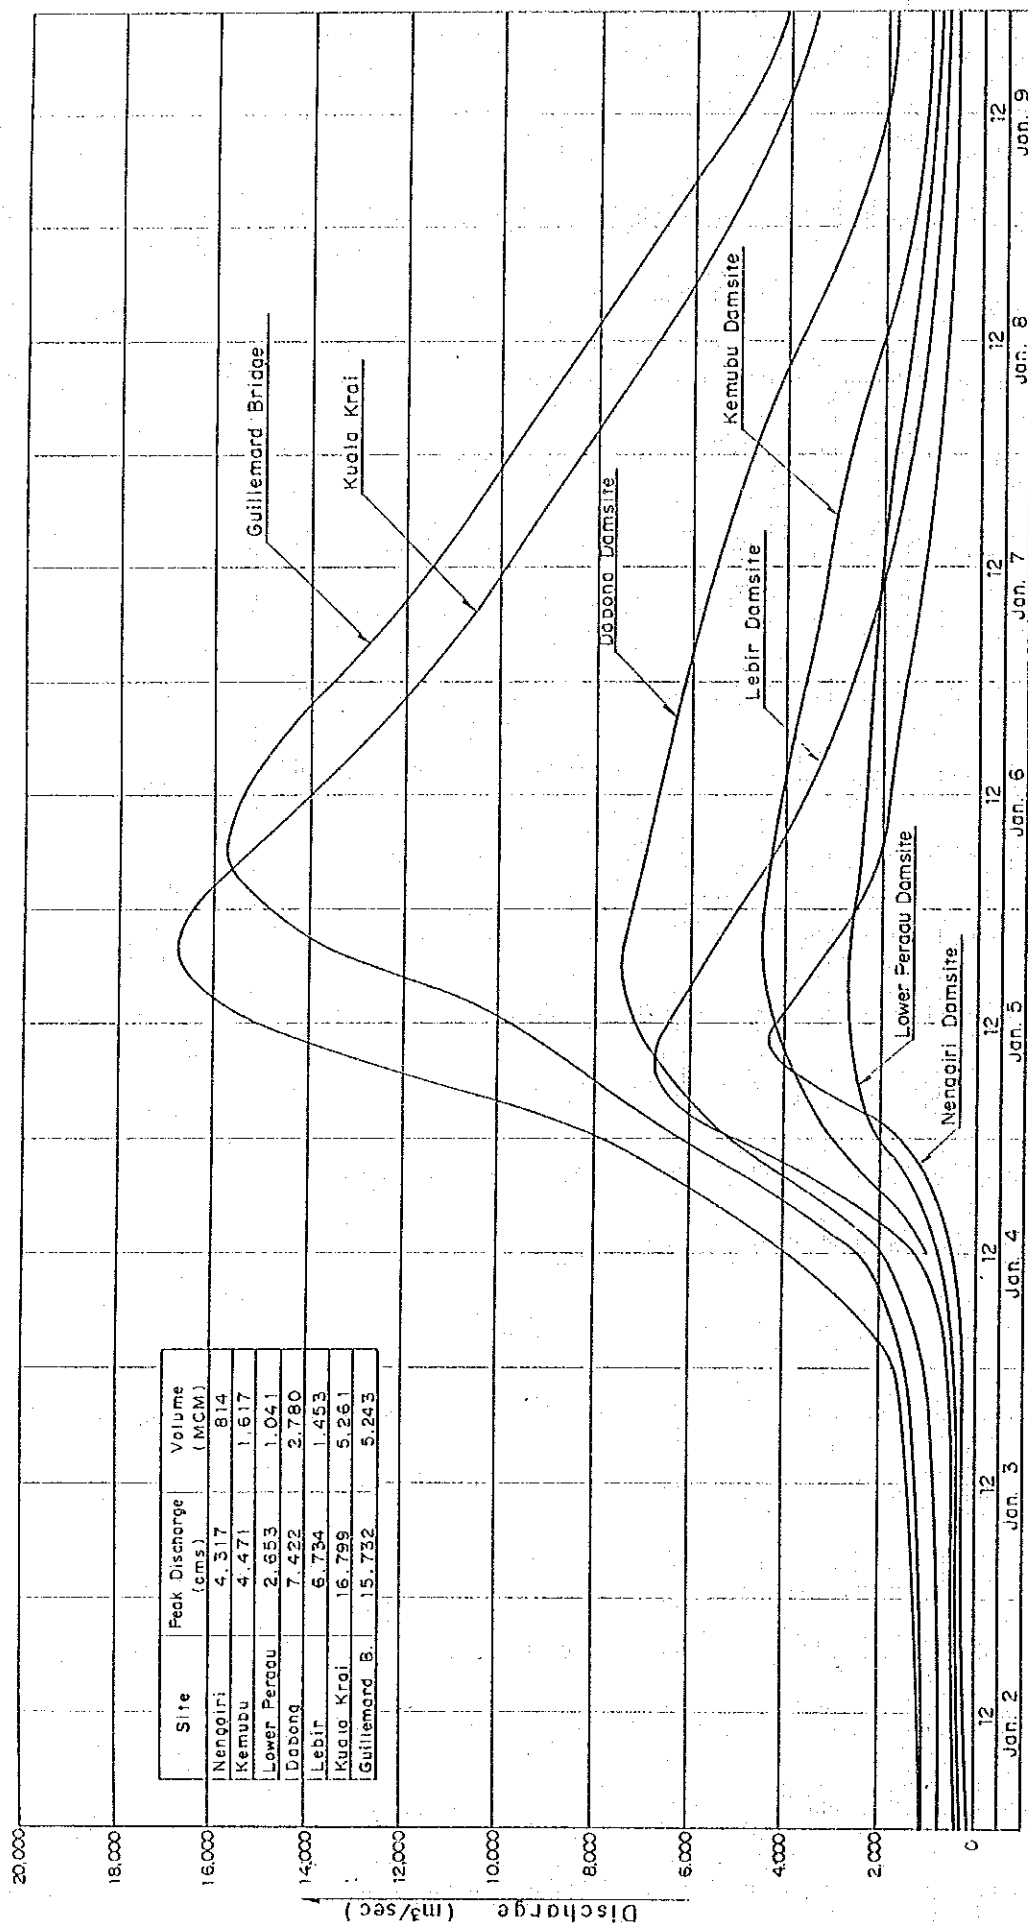 20,000
18,000
16,000
14,000
12,000
10,000
8,000
6,000
4,000
2,000
0
Discharge (m³/sec)
Site Peak Discharge (cms) Volume (MCM)
Nenggiri 4.317 814
Kemubu 4.471 1.617
Lower Pergau 2.653 1.041
Dabong 7.422 2.780
Lebir 6.734 1.453
Kuala Krai 16.799 5.261
Guillemard B. 15.732 5.243
Guillemard Bridge
Kuala Krai
Dabong Damsite
Kemubu Damsite
Lebir Damsite
Lower Pergau Damsite
Nenggiri Damsite
12 12 12 12 12 12 12 12
Jan. 2 Jan. 3 Jan. 4 Jan. 5 Jan. 6 Jan. 7 Jan. 8 Jan. 9